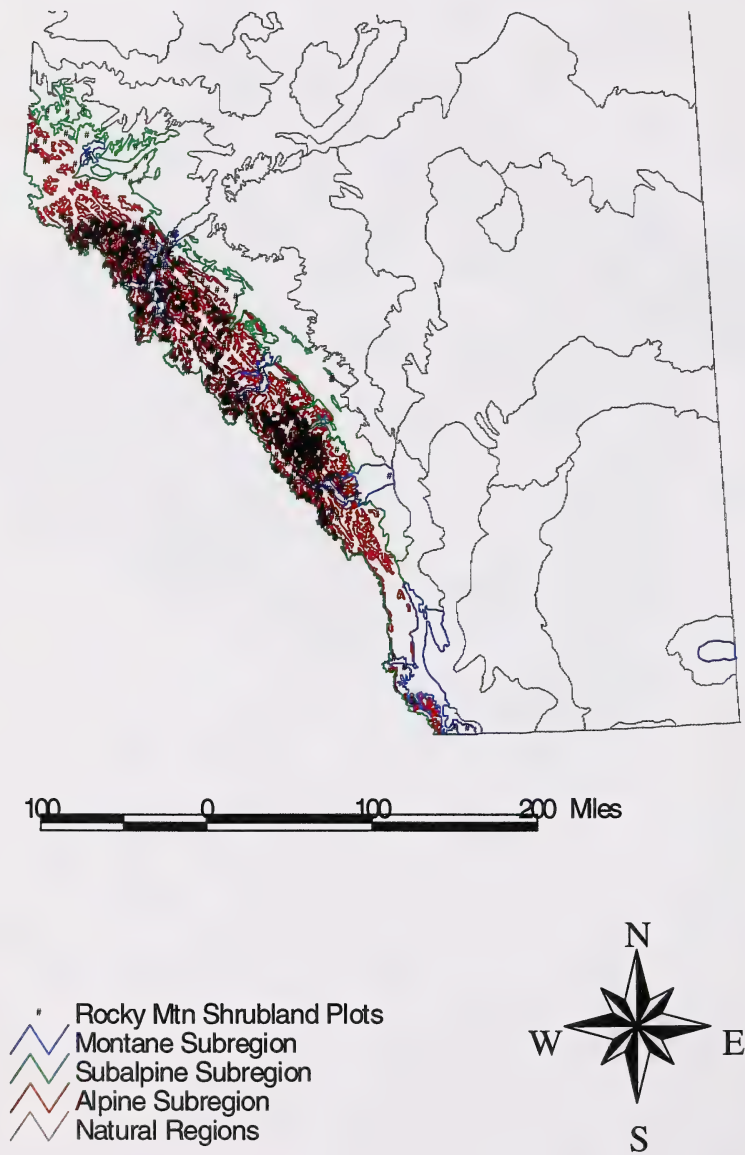 100 0 100 200 Miles
N
W E
S
" Rocky Mtn Shrubland Plots
Montane Subregion
Subalpine Subregion
Alpine Subregion
Natural Regions